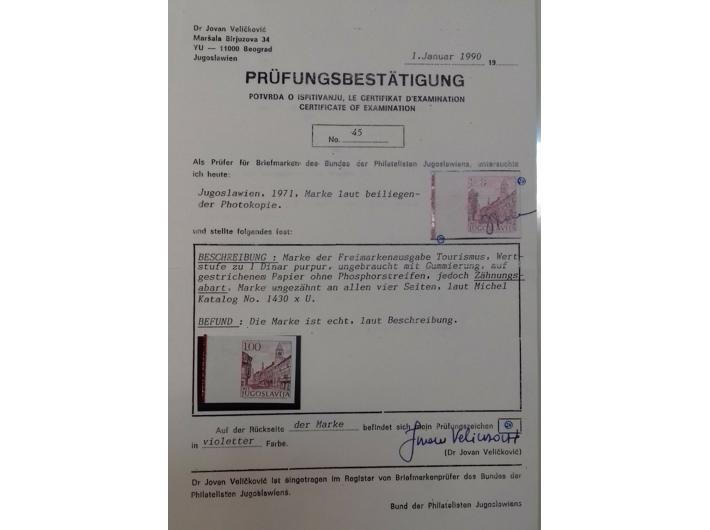 Dr Jovan Veličković
Maršala Birjuzova 34
YU — 11000 Beograd
Jugoslawien
1.Januar 1990 19
PRÜFUNGSBESTÄTIGUNG
POTVRDA O ISPITIVANJU, LE CERTIFIKAT D'EXAMINATION
CERTIFICATE OF EXAMINATION
No. 45
Als Prüfer für Briefmarken des Bundes der Philatelisten Jugoslawiens, untersuchte
ich heute:
Jugoslawien, 1971, Marke laut beiliegen-
der Photokopie.
und stellte folgendes fest:
BESCHREIBUNG : Marke der Freimarkenausgabe Tourismus, Wert-
stufe zu 1 Dinar purpur, ungebraucht mit Gummierung, auf
gestrichenem Papier ohne Phosphorstreifen, jedoch Zähnungs-
abart, Marke ungezähnt an allen vier Seiten, laut Michel
Katalog No. 1430 x U.
BEFUND : Die Marke ist echt, laut Beschreibung.
100
JUGOSLAVIJA
Auf der Rückseite der Marke befindet sich mein Prüfungszeichen
in violetter Farbe.
(Dr Jovan Veličković)
Dr Jovan Veličković ist eingetragen im Register von Briefmarkenprüfer des Bundes der
Philatelisten Jugoslawiens.
Bund der Philatelisten Jugoslawiens